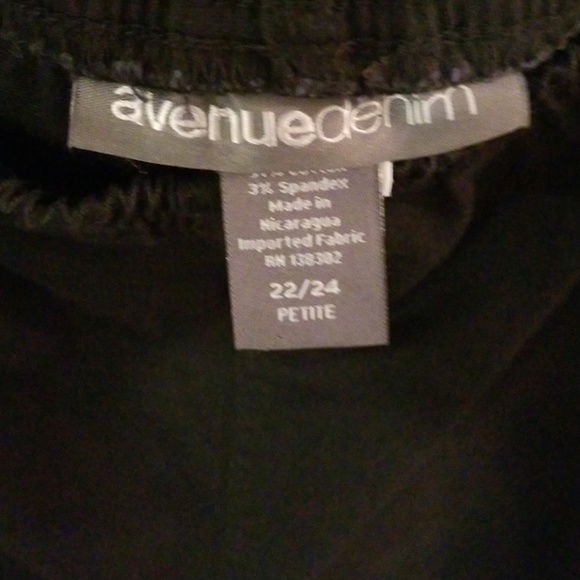 avenuedenim
3% Spandex
Made in
Nicaragua
Imported Fabric
RN 138302
22/24
PETITE